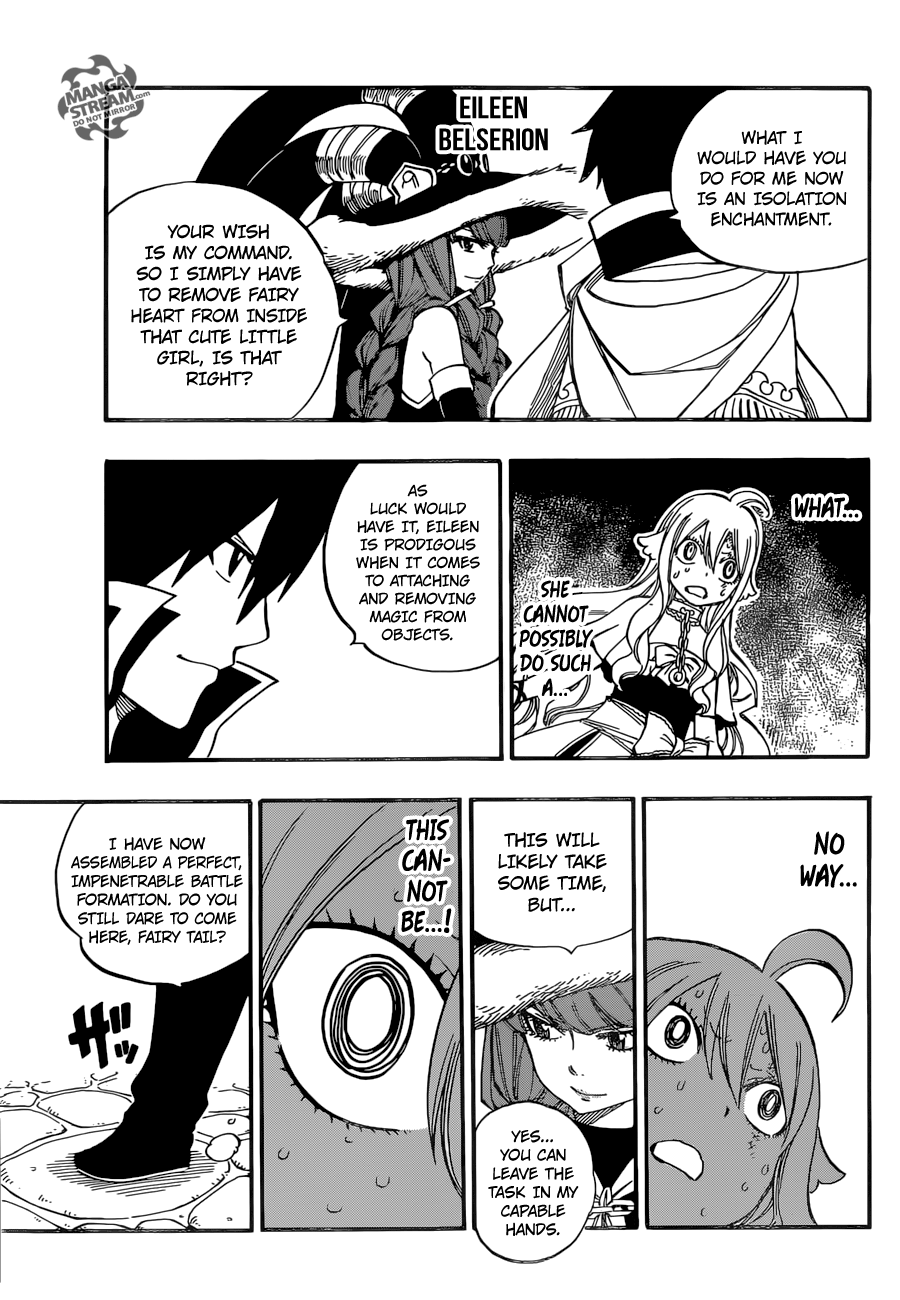 MANGA
STREAM.com
DO NOT MIRROR
WHAT I
WOULD HAVE YOU
DO FOR ME NOW
IS AN ISOLATION
ENCHANTMENT.
EILEEN
BELSERION
YOUR WISH
IS MY COMMAND.
SO I SIMPLY HAVE
TO REMOVE FAIRY
HEART FROM INSIDE
THAT CUTE LITTLE
GIRL, IS THAT
RIGHT?
WHAT...
SHE
CANNOT
POSSIBLY
DO SUCH
A...
AS
LUCK WOULD
HAVE IT, EILEEN
IS PRODIGOUS
WHEN IT COMES
TO ATTACHING
AND REMOVING
MAGIC FROM
OBJECTS.
NO
WAY...
THIS WILL
LIKELY TAKE
SOME TIME,
BUT...
YES...
YOU CAN
LEAVE THE
TASK IN MY
CAPABLE
HANDS.
THIS
CAN-
NOT
BE...!
I HAVE NOW
ASSEMBLED A PERFECT,
IMPENETRABLE BATTLE
FORMATION. DO YOU
STILL DARE TO COME
HERE, FAIRY TAIL?
ザッ